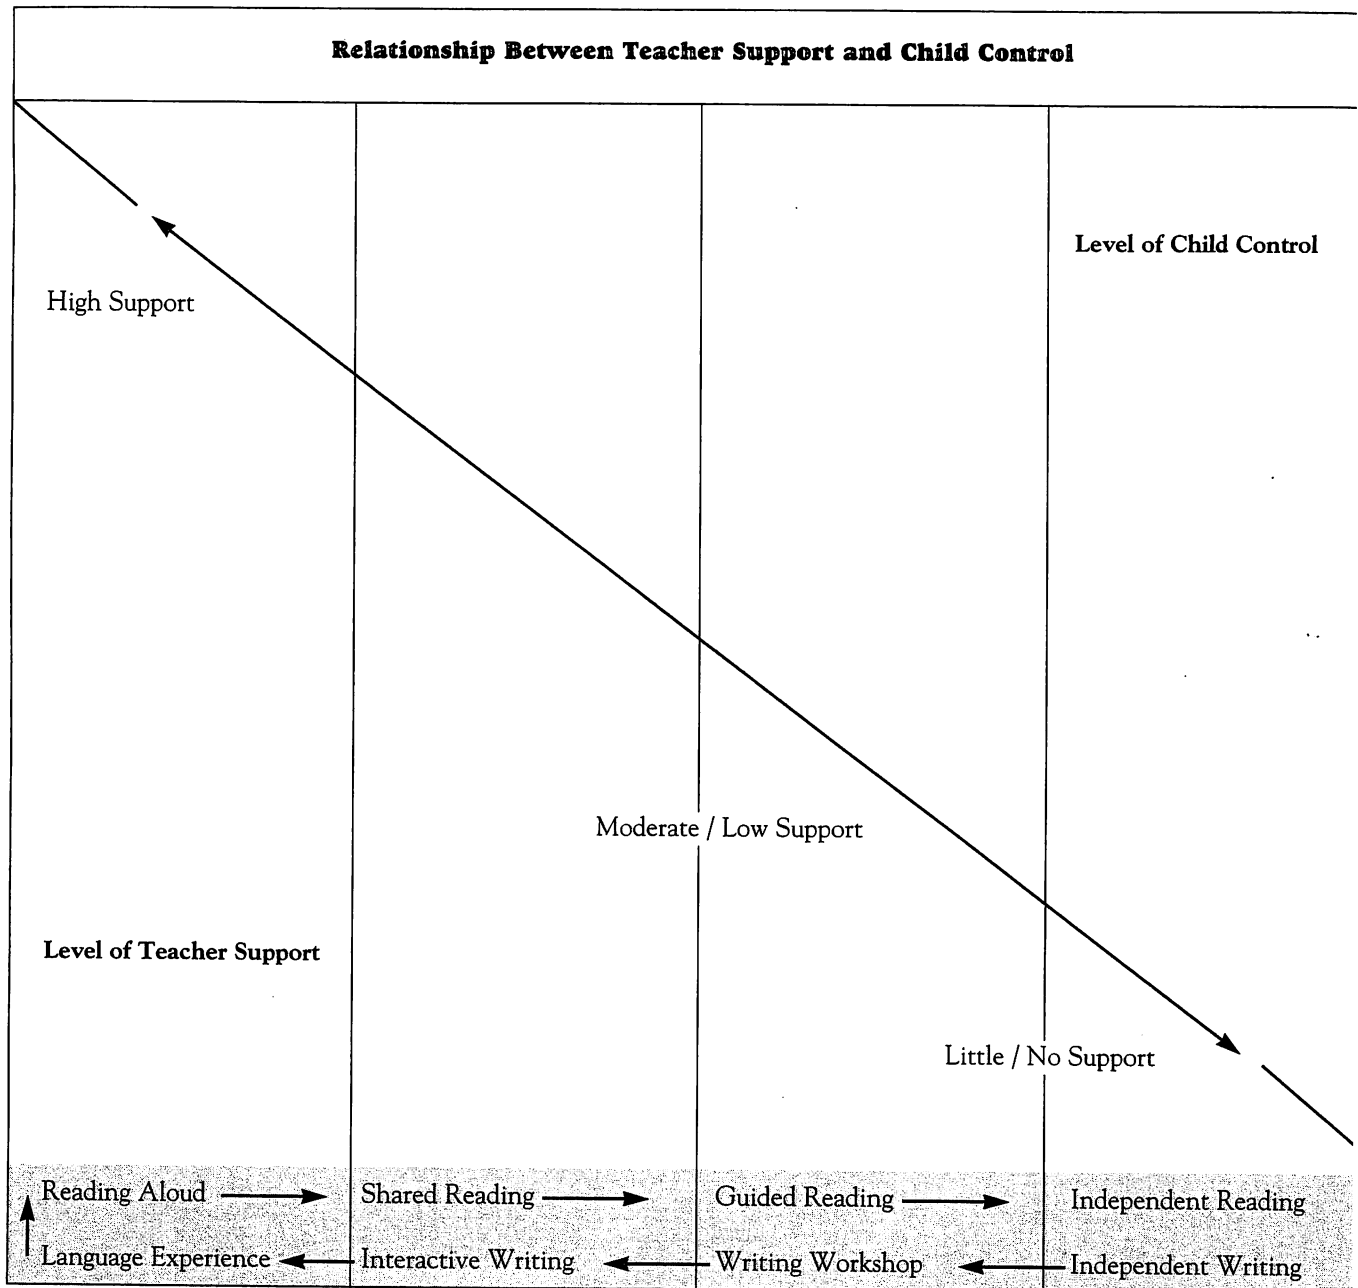 Relationship Between Teacher Support and Child Control
Level of Child Control
High Support
Moderate / Low Support
Level of Teacher Support
Little / No Support
Reading Aloud
Shared Reading
Guided Reading
Independent Reading
Language Experience
Interactive Writing
Writing Workshop
Independent Writing